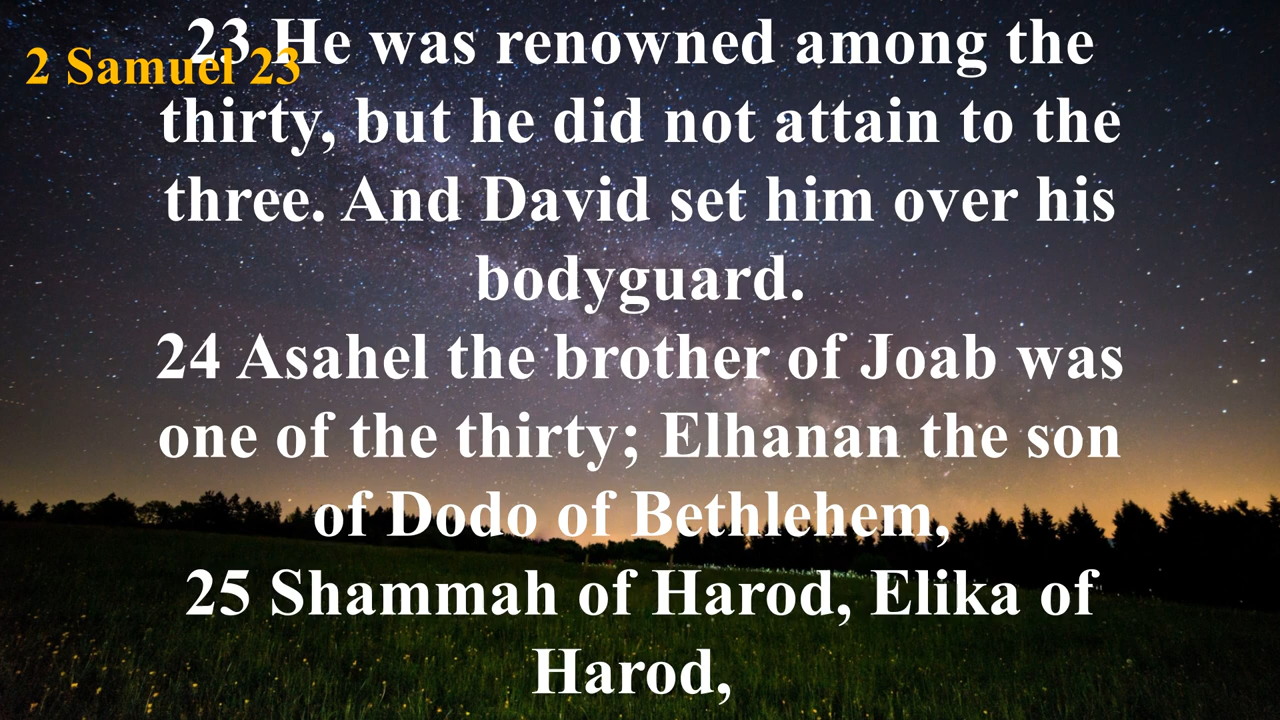 2 Samuel 23
23 He was renowned among the
thirty, but he did not attain to the
three. And David set him over his
bodyguard.
24 Asahel the brother of Joab was
one of the thirty; Elhanan the son
of Dodo of Bethlehem,
25 Shammah of Harod, Elika of
Harod,